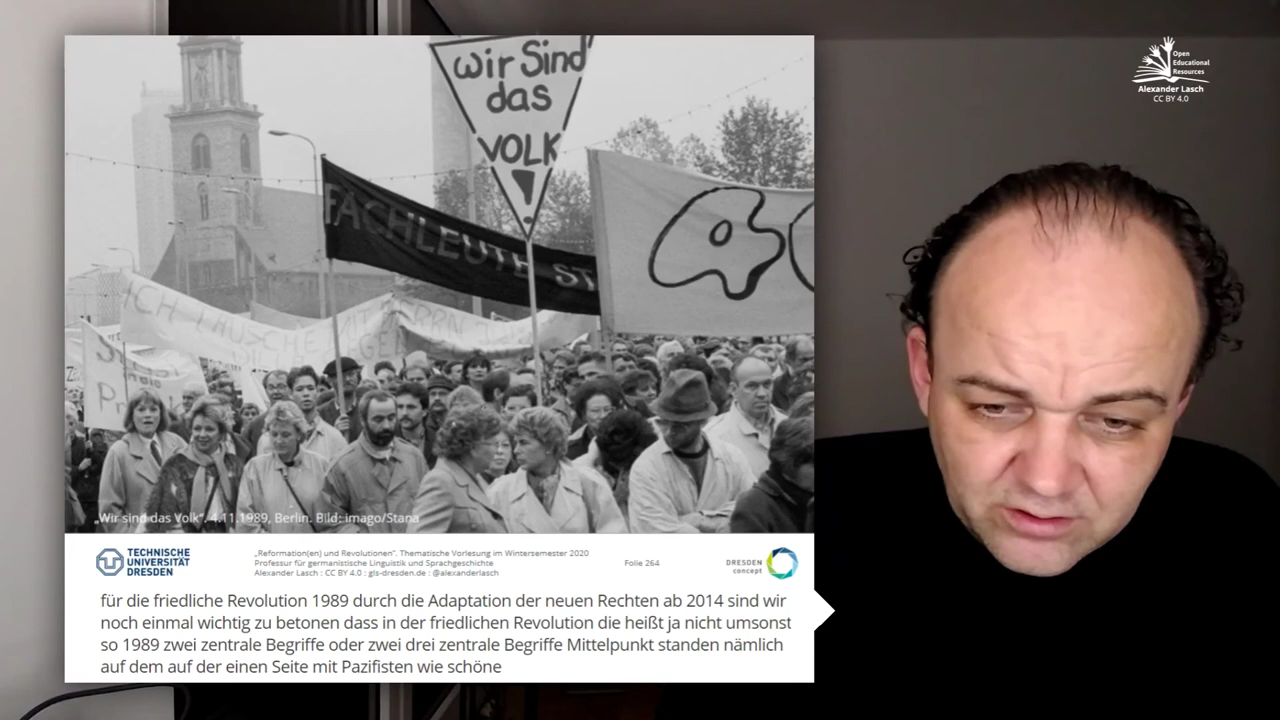 wir Sind
das
VOLK
!
FACHLEUTE ST
40
ICH
„Wir sind das Volk“. 4.11.1989, Berlin. Bild: imago/Stana
TECHNISCHE
UNIVERSITÄT
DRESDEN
„Reformation(en) und Revolutionen“. Thematische Vorlesung im Wintersemester 2020
Professur für germanistische Linguistik und Sprachgeschichte
Alexander Lasch : CC BY 4.0 : gls-dresden.de : @alexanderlasch
Folie 264
DRESDEN
concept
für die friedliche Revolution 1989 durch die Adaptation der neuen Rechten ab 2014 sind wir
noch einmal wichtig zu betonen dass in der friedlichen Revolution die heißt ja nicht umsonst
so 1989 zwei zentrale Begriffe oder zwei drei zentrale Begriffe Mittelpunkt standen nämlich
auf dem auf der einen Seite mit Pazifisten wie schöne
Open
Educational
Resources
Alexander Lasch
CC BY 4.0